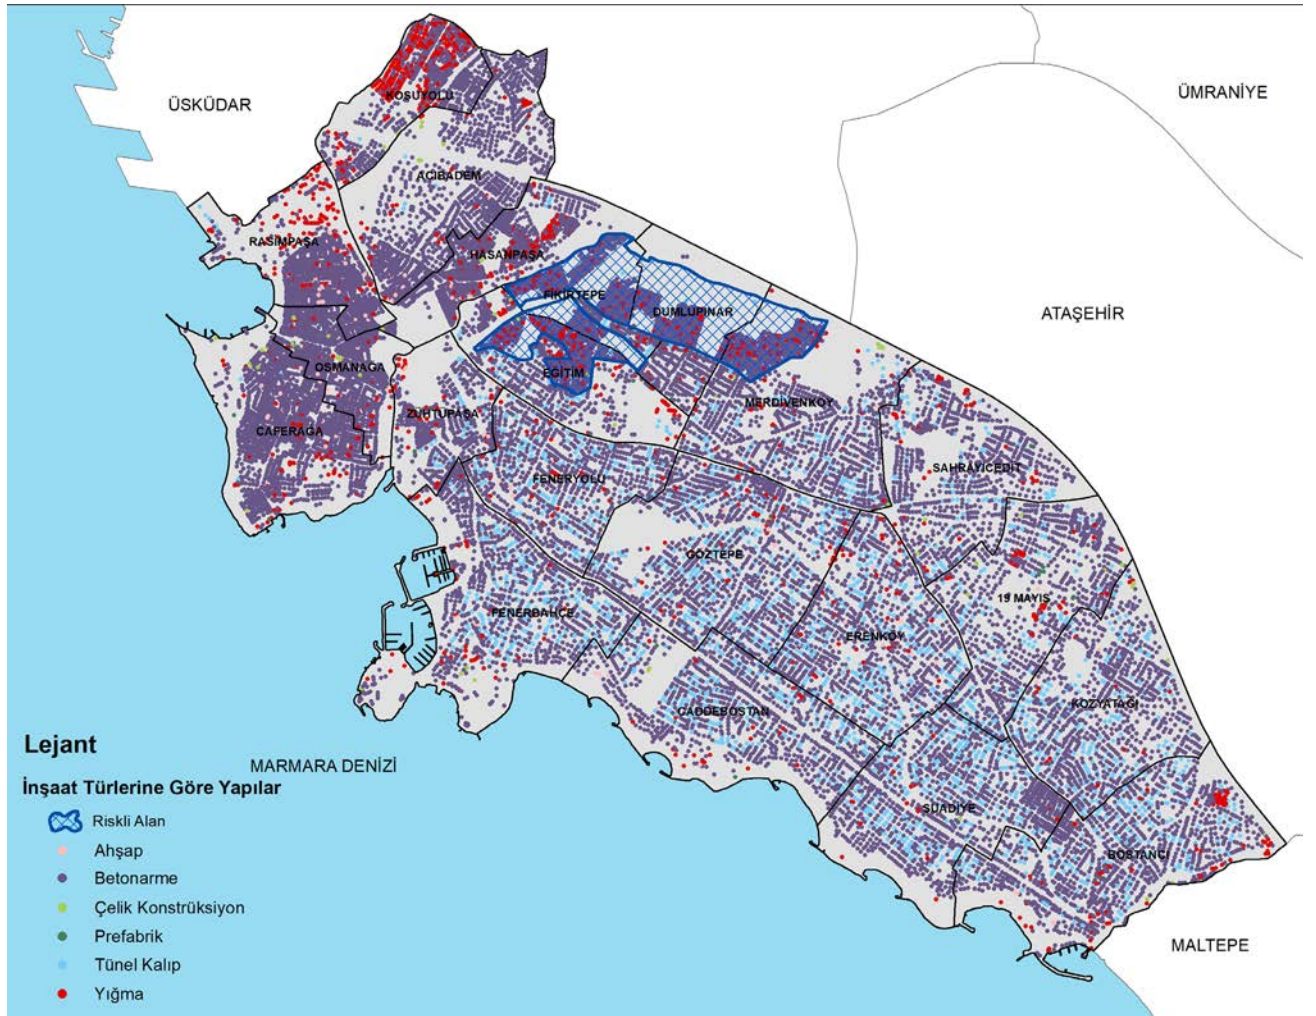 ÜMRANİYE
ÜSKÜDAR
KOŞUYOLU
ACIBADEM
RASİMPAŞA
HASANPAŞA
FİKİRTEPE
DUMLUPINAR
ATAŞEHİR
OSMANAĞA
EĞİTİM
ZÜHTÜPAŞA
MERDİVENKÖY
CAFERAĞA
SAHRAYICEDİT
FENERYOLU
GÖZTEPE
19 MAYIS
FENERBAHÇE
ERENKÖY
KOZYATAĞI
CADDEBOSTAN
Lejant
MARMARA DENİZİ
İnşaat Türlerine Göre Yapılar
SUADİYE
Riskli Alan
Ahşap
BOSTANCI
Betonarme
Çelik Konstrüksiyon
Prefabrik
MALTEPE
Tünel Kalıp
Yığma